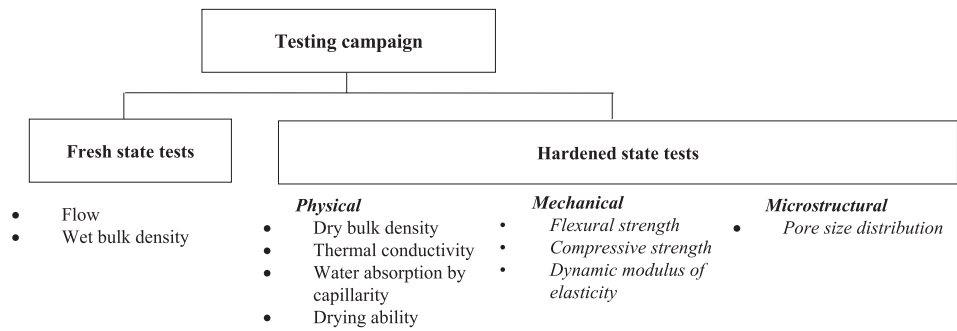 Testing campaign
Fresh state tests
• Flow
• Wet bulk density
Hardened state tests
Physical
• Dry bulk density
• Thermal conductivity
• Water absorption by
capillarity
• Drying ability
Mechanical
• Flexural strength
• Compressive strength
• Dynamic modulus of
elasticity
Microstructural
• Pore size distribution